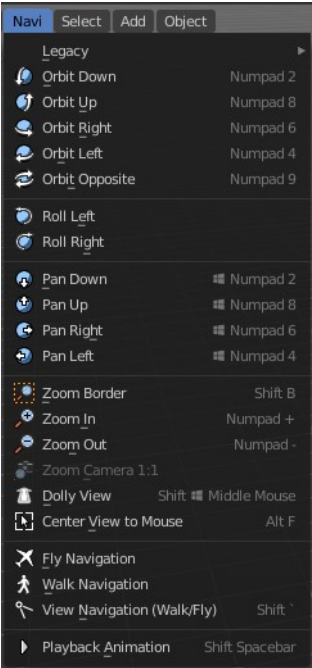 Navi Select Add Object
Legacy
Orbit Down Numpad 2
Orbit Up Numpad 8
Orbit Right Numpad 6
Orbit Left Numpad 4
Orbit Opposite Numpad 9
Roll Left
Roll Right
Pan Down Numpad 2
Pan Up Numpad 8
Pan Right Numpad 6
Pan Left Numpad 4
Zoom Border Shift B
Zoom In Numpad +
Zoom Out Numpad -
Zoom Camera 1:1
Dolly View Shift Middle Mouse
Center View to Mouse Alt F
Fly Navigation
Walk Navigation
View Navigation (Walk/Fly) Shift `
Playback Animation Shift Spacebar